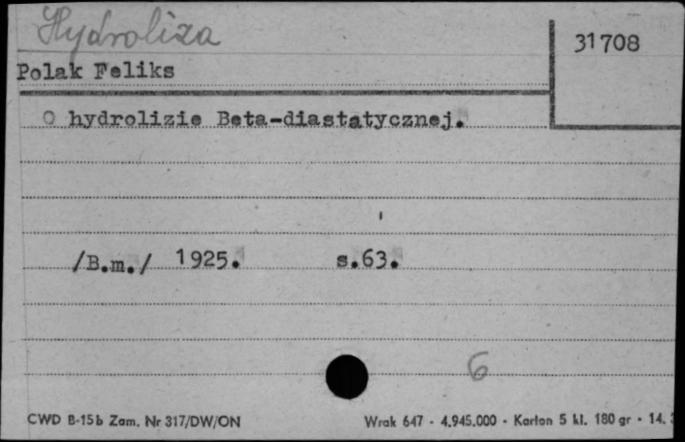 Hydroliza
31708
Polak Feliks
O hydrolizie Beta-diastatycznej.
/B.m./ 1925. s.63.
6
CWD B-15b Zam. Nr 317/DW/ON Wrak 647 - 4.945.000 - Karton 5 kl. 180 gr - 14.